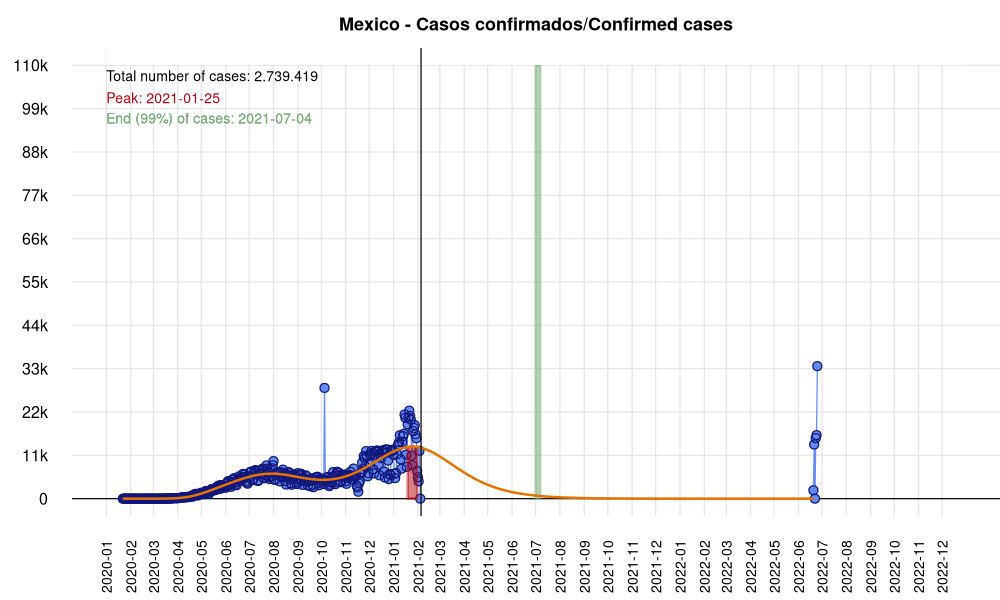 Mexico - Casos confirmados/Confirmed cases
Total number of cases: 2.739.419
Peak: 2021-01-25
End (99%) of cases: 2021-07-04
110k
99k
88k
77k
66k
55k
44k
33k
22k
11k
0
2020-01
2020-02
2020-03
2020-04
2020-05
2020-06
2020-07
2020-08
2020-09
2020-10
2020-11
2020-12
2021-01
2021-02
2021-03
2021-04
2021-05
2021-06
2021-07
2021-08
2021-09
2021-10
2021-11
2021-12
2022-02
2022-03
2022-04
2022-05
2022-06
2022-07
2022-08
2022-09
2022-10
2022-11
2022-12